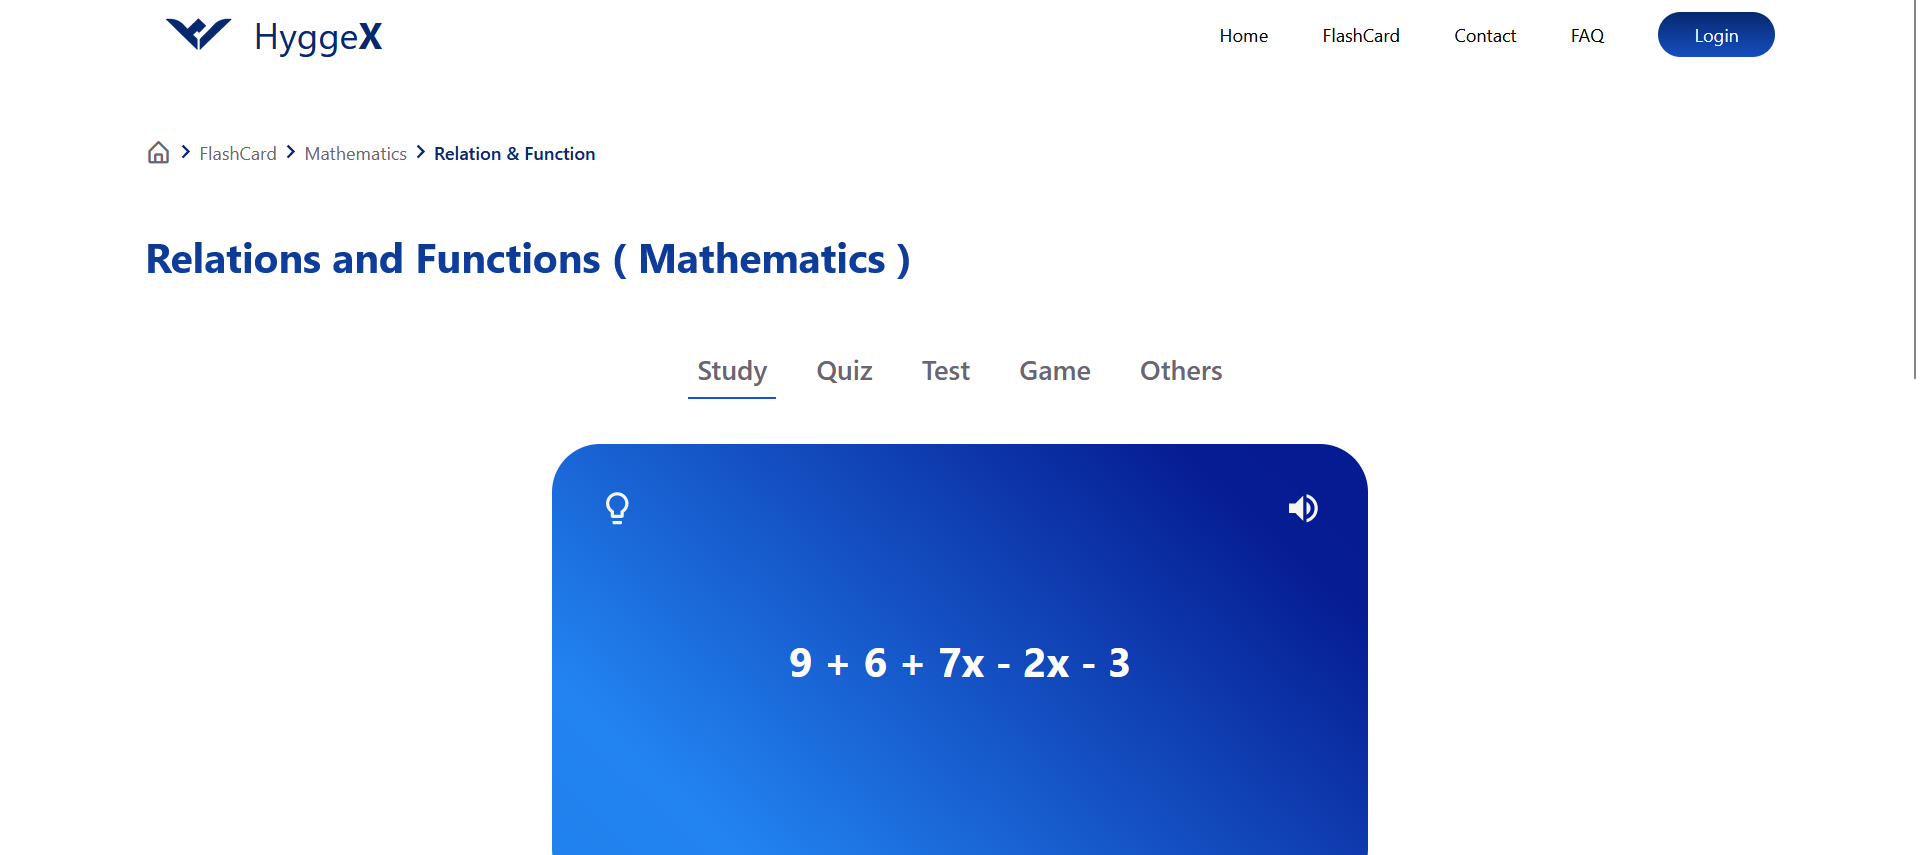 HyggeX
Home FlashCard Contact FAQ Login
FlashCard Mathematics Relation & Function
Relations and Functions ( Mathematics )
Study Quiz Test Game Others
9 + 6 + 7x - 2x - 3